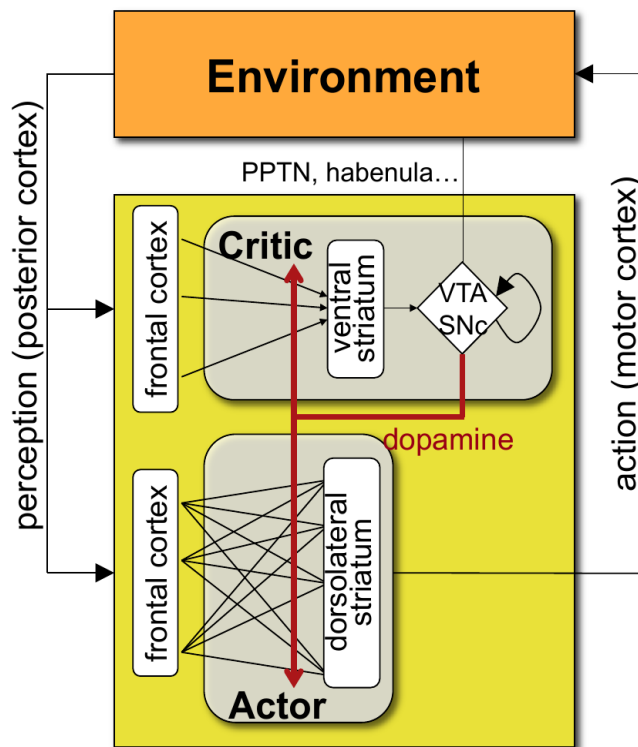 Environment
PPTN, habenula…
perception (posterior cortex)
action (motor cortex)
frontal cortex
Critic
ventral
striatum
VTA
SNc
dopamine
frontal cortex
dorsolateral
striatum
Actor